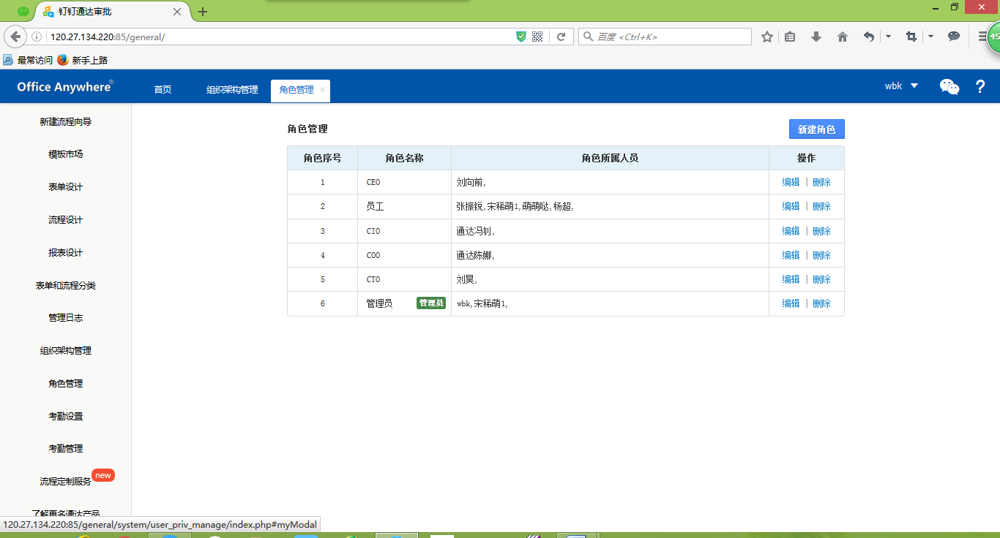 钉钉通达审批
120.27.134.220:85/general/
百度 <Ctrl+K>
45
最常访问 新手上路
Office Anywhere®
首页 组织架构管理 角色管理
wbk
?
新建流程向导
模板市场
表单设计
流程设计
报表设计
表单和流程分类
管理日志
组织架构管理
角色管理
考勤设置
考勤管理
流程定制服务 new
了解更多通达产品
角色管理 新建角色
角色序号 角色名称 角色所属人员 操作
1 CEO 刘向前, 编辑 | 删除
2 员工 张振锐,宋稀萌1,萌萌哒,杨超, 编辑 | 删除
3 CIO 通达冯钊, 编辑 | 删除
4 COO 通达陈娜, 编辑 | 删除
5 CTO 刘昊, 编辑 | 删除
6 管理员 管理员 wbk,宋稀萌1, 编辑 | 删除
120.27.134.220:85/general/system/user_priv_manage/index.php#myModal